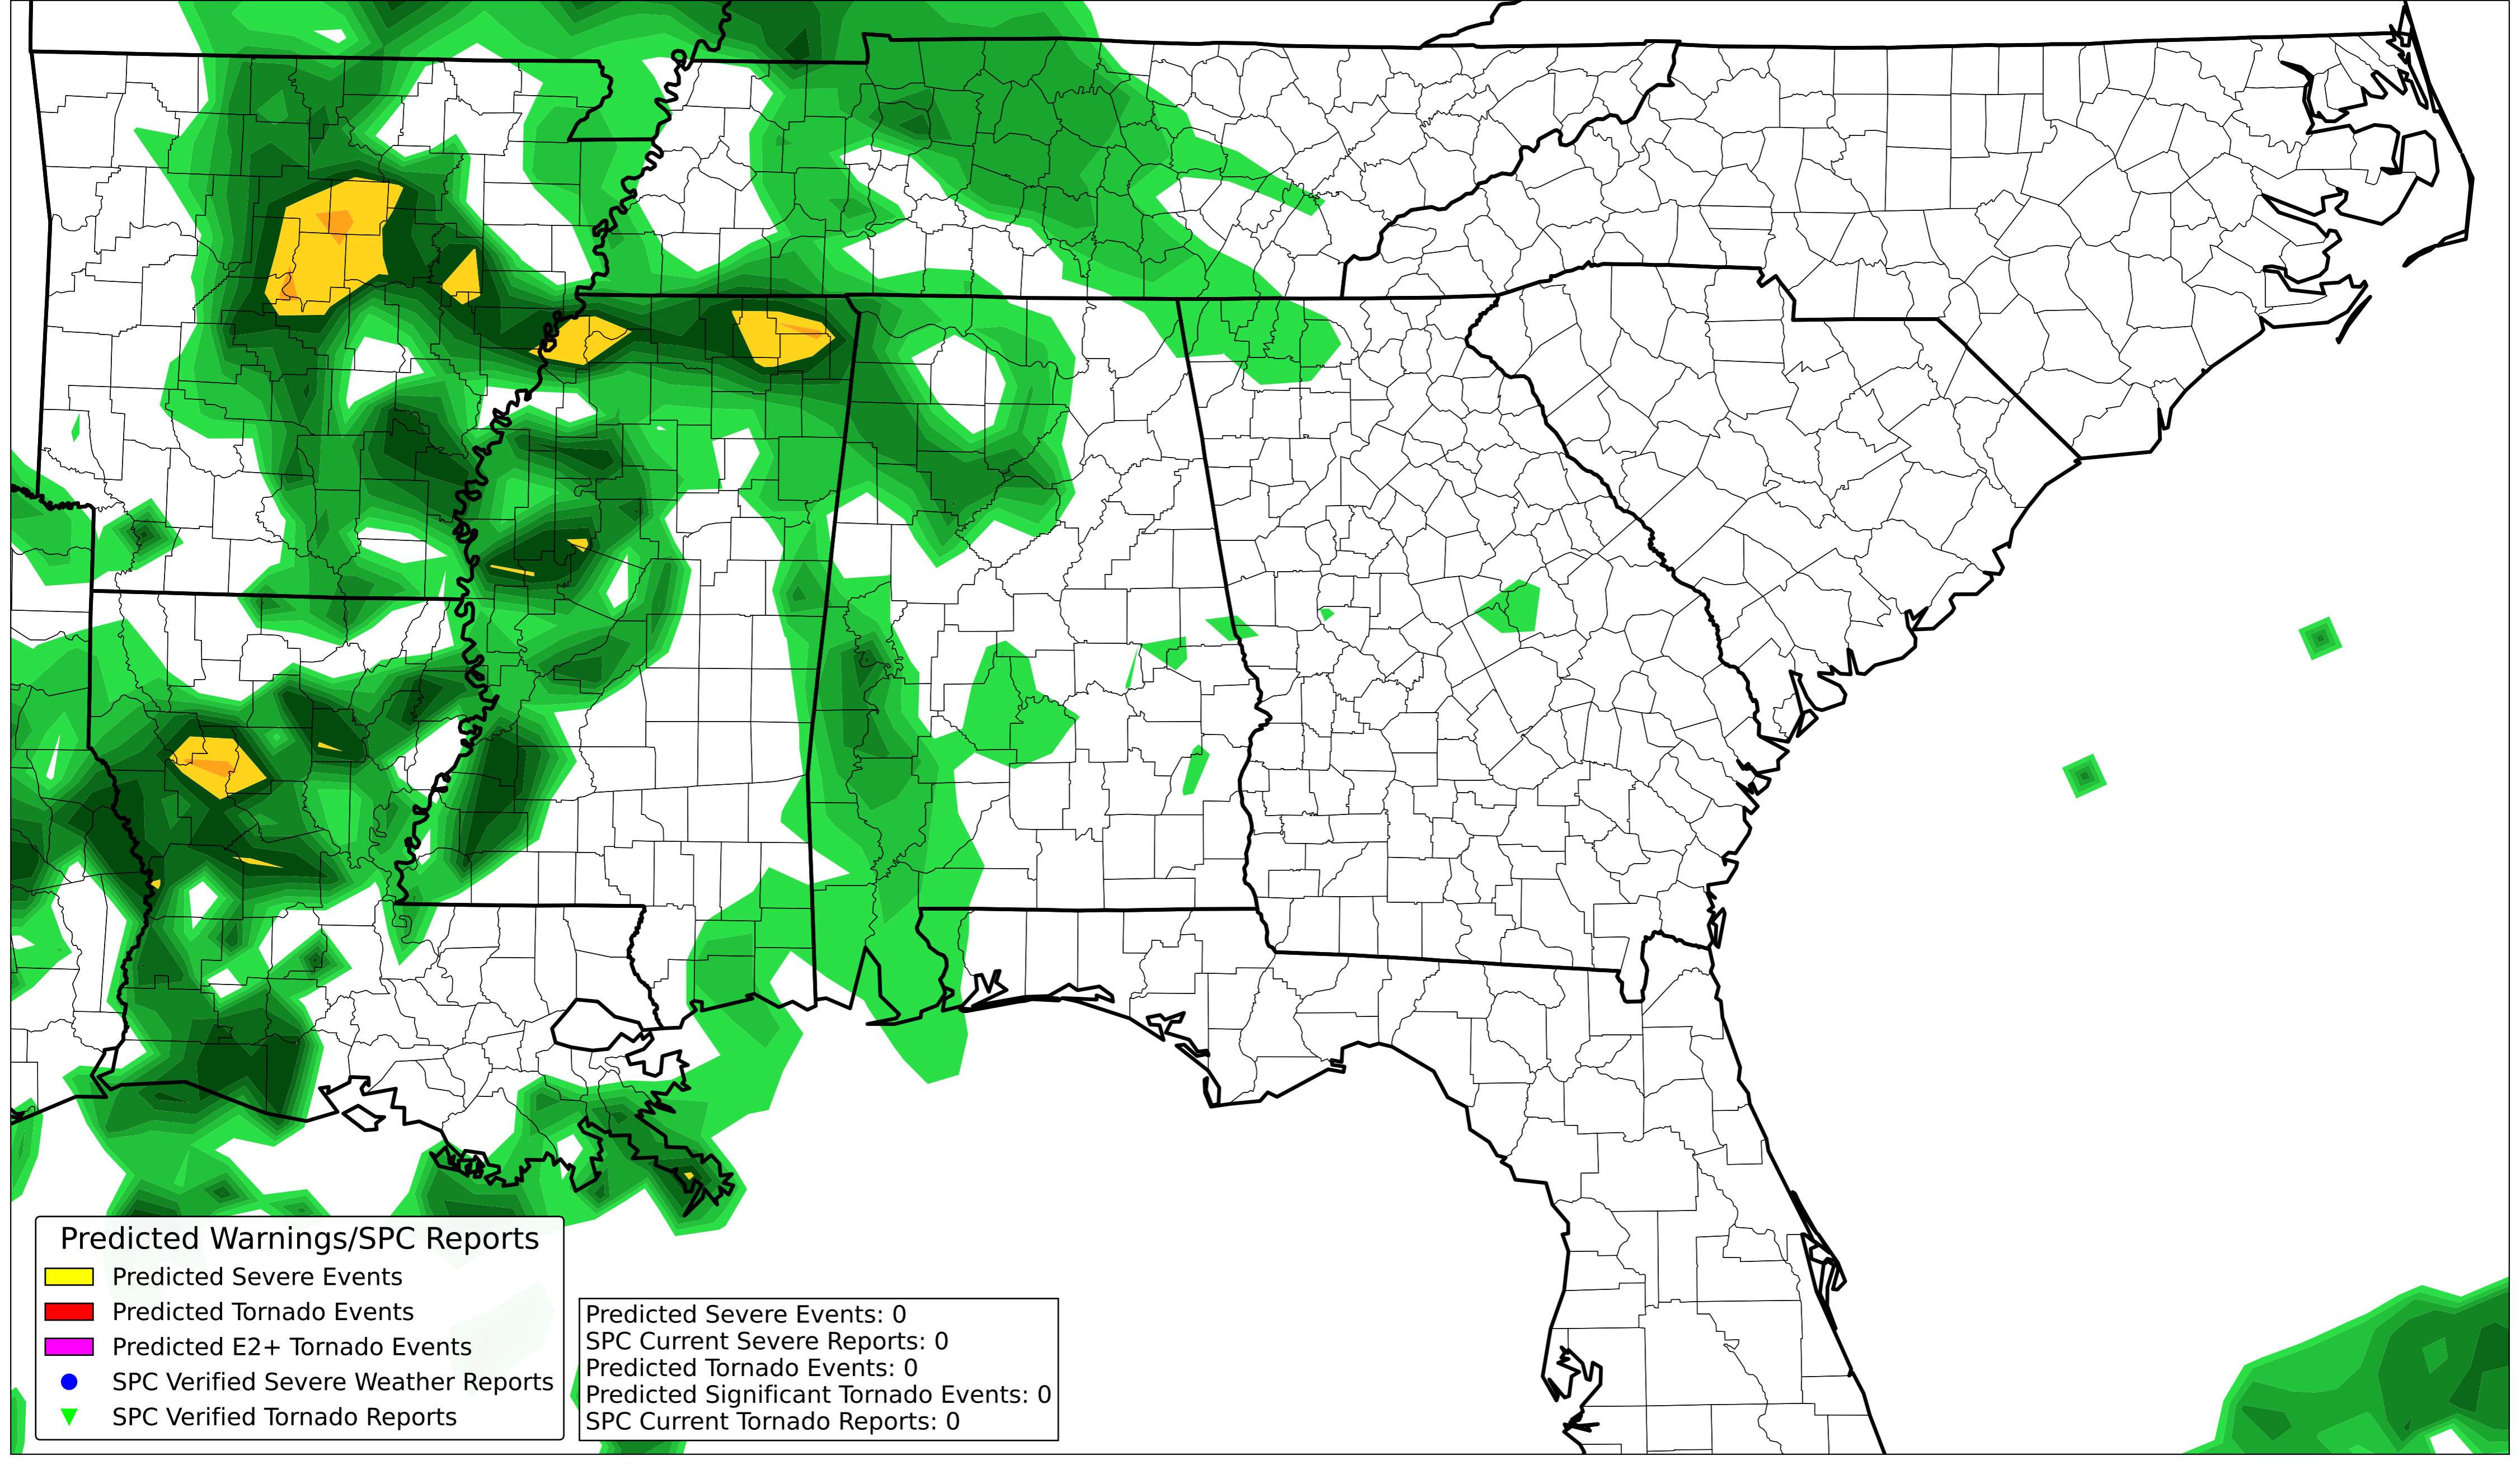 Predicted Warnings/SPC Reports
Predicted Severe Events
Predicted Tornado Events
Predicted E2+ Tornado Events
SPC Verified Severe Weather Reports
SPC Verified Tornado Reports
Predicted Severe Events: 0
SPC Current Severe Reports: 0
Predicted Tornado Events: 0
Predicted Significant Tornado Events: 0
SPC Current Tornado Reports: 0